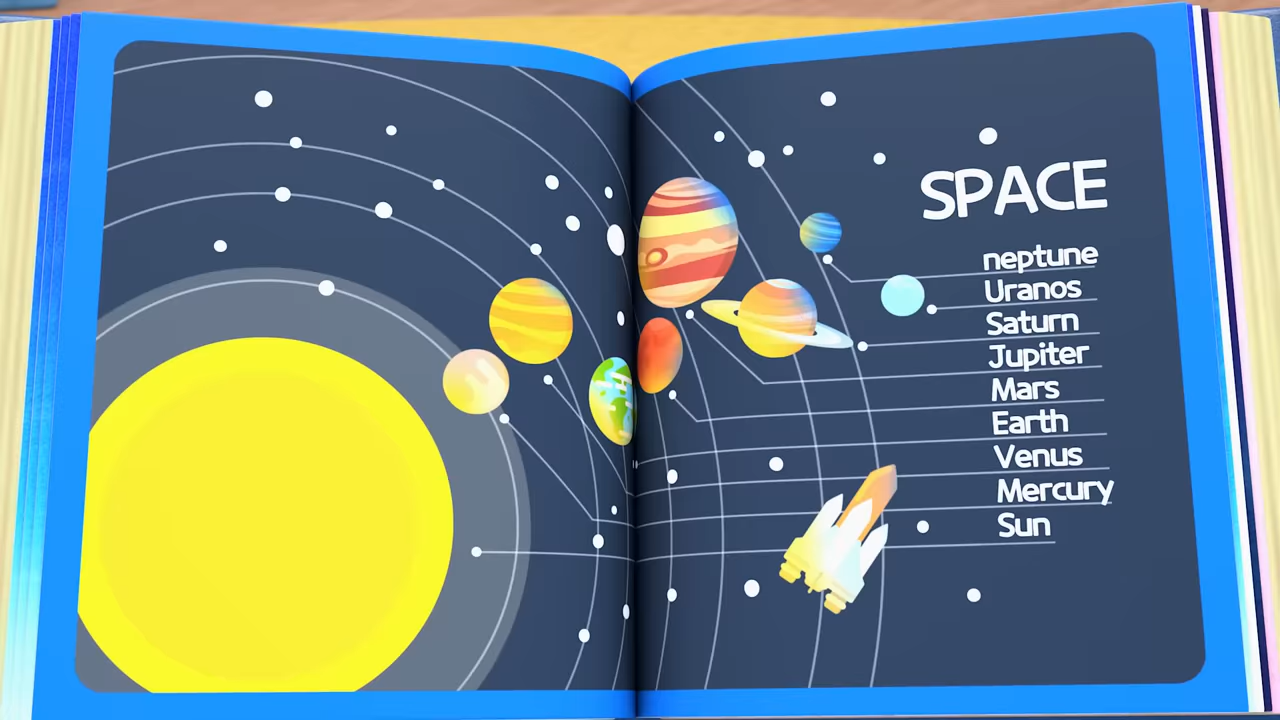 SPACE
neptune
Uranos
Saturn
Jupiter
Mars
Earth
Venus
Mercury
Sun